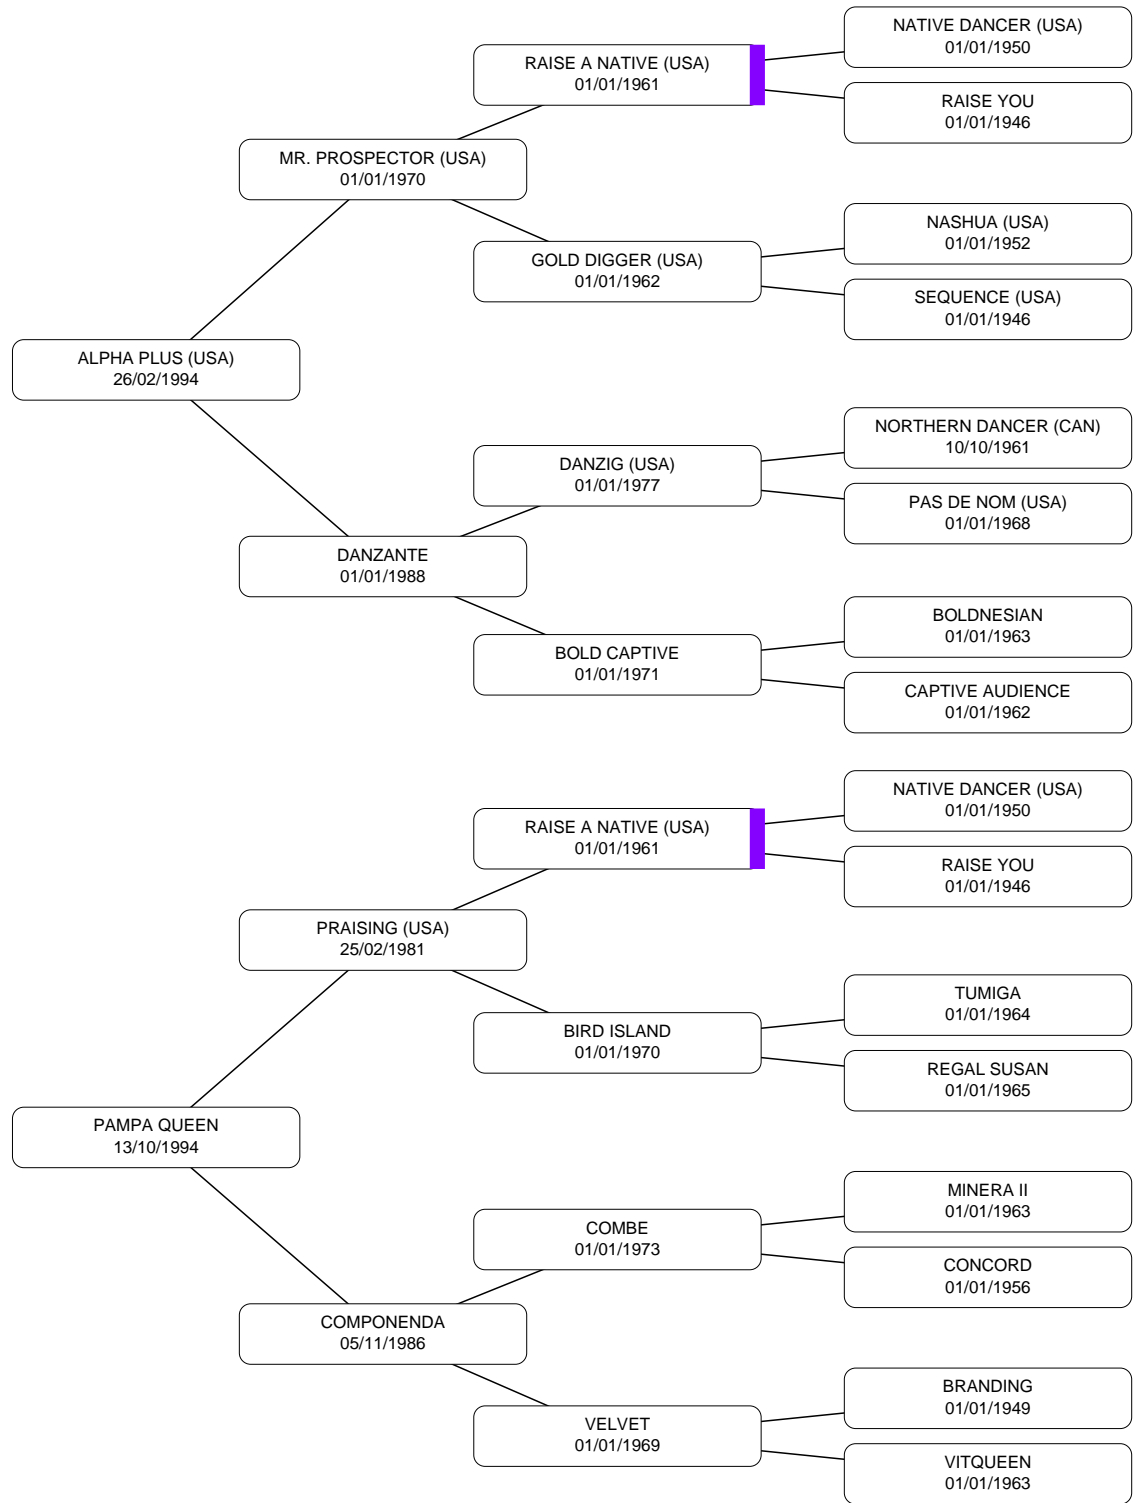 NATIVE DANCER (USA)
01/01/1950
RAISE A NATIVE (USA)
01/01/1961
RAISE YOU
01/01/1946
MR. PROSPECTOR (USA)
01/01/1970
NASHUA (USA)
01/01/1952
GOLD DIGGER (USA)
01/01/1962
SEQUENCE (USA)
01/01/1946
ALPHA PLUS (USA)
26/02/1994
NORTHERN DANCER (CAN)
10/10/1961
DANZIG (USA)
01/01/1977
PAS DE NOM (USA)
01/01/1968
DANZANTE
01/01/1988
BOLDNESIAN
01/01/1963
BOLD CAPTIVE
01/01/1971
CAPTIVE AUDIENCE
01/01/1962
NATIVE DANCER (USA)
01/01/1950
RAISE A NATIVE (USA)
01/01/1961
RAISE YOU
01/01/1946
PRAISING (USA)
25/02/1981
TUMIGA
01/01/1964
BIRD ISLAND
01/01/1970
REGAL SUSAN
01/01/1965
PAMPA QUEEN
13/10/1994
MINERA II
01/01/1963
COMBE
01/01/1973
CONCORD
01/01/1956
COMPONENDA
05/11/1986
BRANDING
01/01/1949
VELVET
01/01/1969
VITQUEEN
01/01/1963